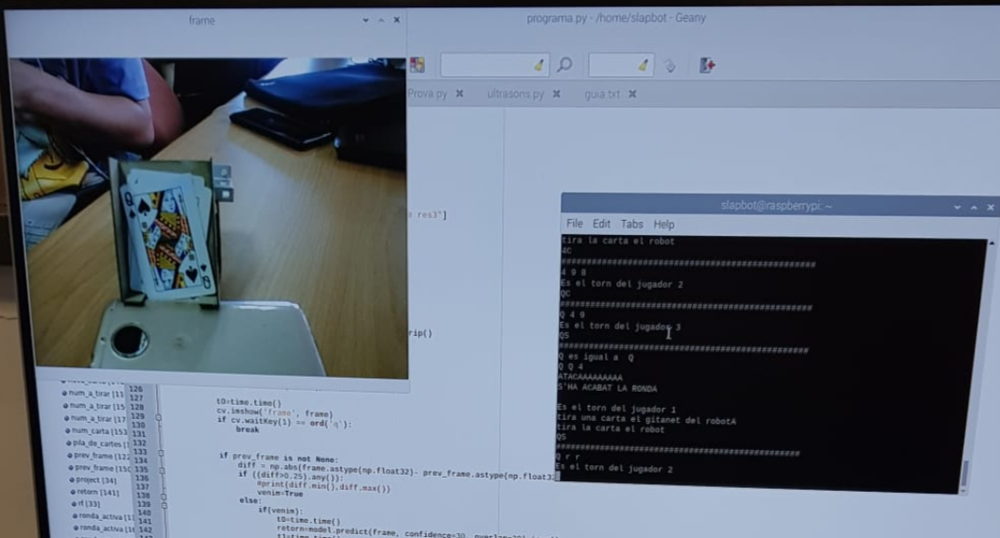 frame
programa.py - /home/slapbot - Geany
Prova.py
ultrasons.py
guia.txt
res3"]
rip()
num_a_tirar [11
num_a_tirar [15
num_a_tirar [17
num_carta [153
pila_de_cartes [
prev_frame [122
prev_frame [150
project [34]
retorn [141]
rf [33]
ronda_activa [1
ronda_activa [1
126
127
128
129
130
131
132
133
134
135
136
137
138
139
140
141
142
t0=time.time()
cv.imshow('frame', frame)
if cv.waitKey(1) == ord('q'):
break
if prev_frame is not None:
diff = np.abs(frame.astype(np.float32)- prev_frame.astype(np.float32
if ((diff>0.25).any()):
#print(diff.min(),diff.max())
venim=True
else:
if(venim):
t0=time.time()
retorn=model.predict(frame, confidence=30,
slapbot@raspberrypi: ~
File Edit Tabs Help
tira la carta el robot
4C
##################################################
4 9 8
Es el torn del jugador 2
QC
##################################################
Q 4 9
Es el torn del jugador 3
QS
##################################################
Q es igual a  Q
Q Q 4
ATACAAAAAAAAA
S'HA ACABAT LA RONDA
Es el torn del jugador 1
tira una carta el gitanet del robotA
tira la carta el robot
QS
##################################################
Q r r
Es el torn del jugador 2
Q
Q